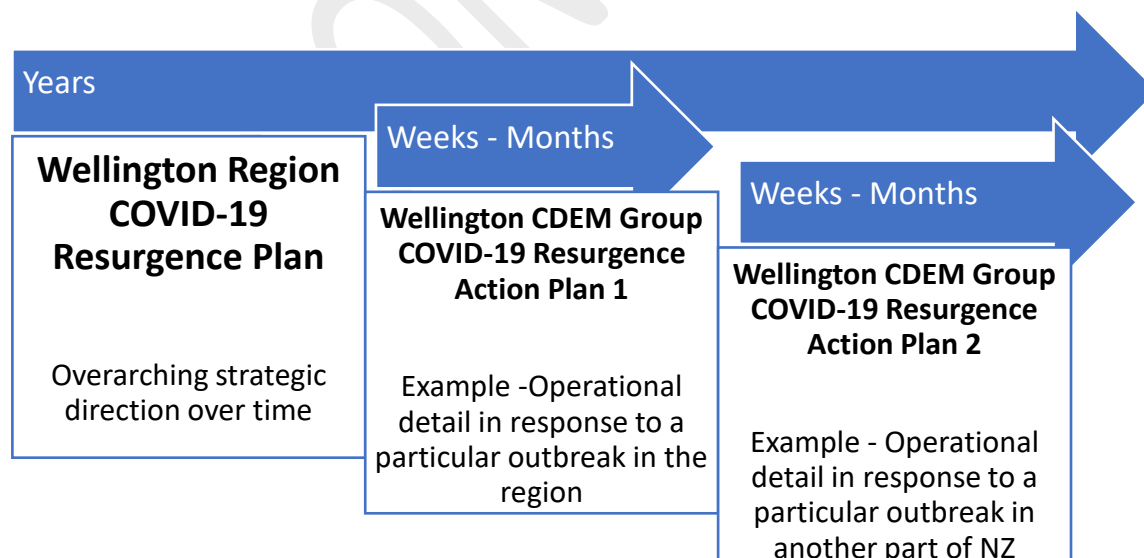 Years
Wellington Region
COVID-19
Resurgence Plan
Overarching strategic
direction over time
Weeks - Months
Wellington CDEM Group
COVID-19 Resurgence
Action Plan 1
Example -Operational
detail in response to a
particular outbreak in the
region
Weeks - Months
Wellington CDEM Group
COVID-19 Resurgence
Action Plan 2
Example - Operational
detail in response to a
particular outbreak in
another part of NZ